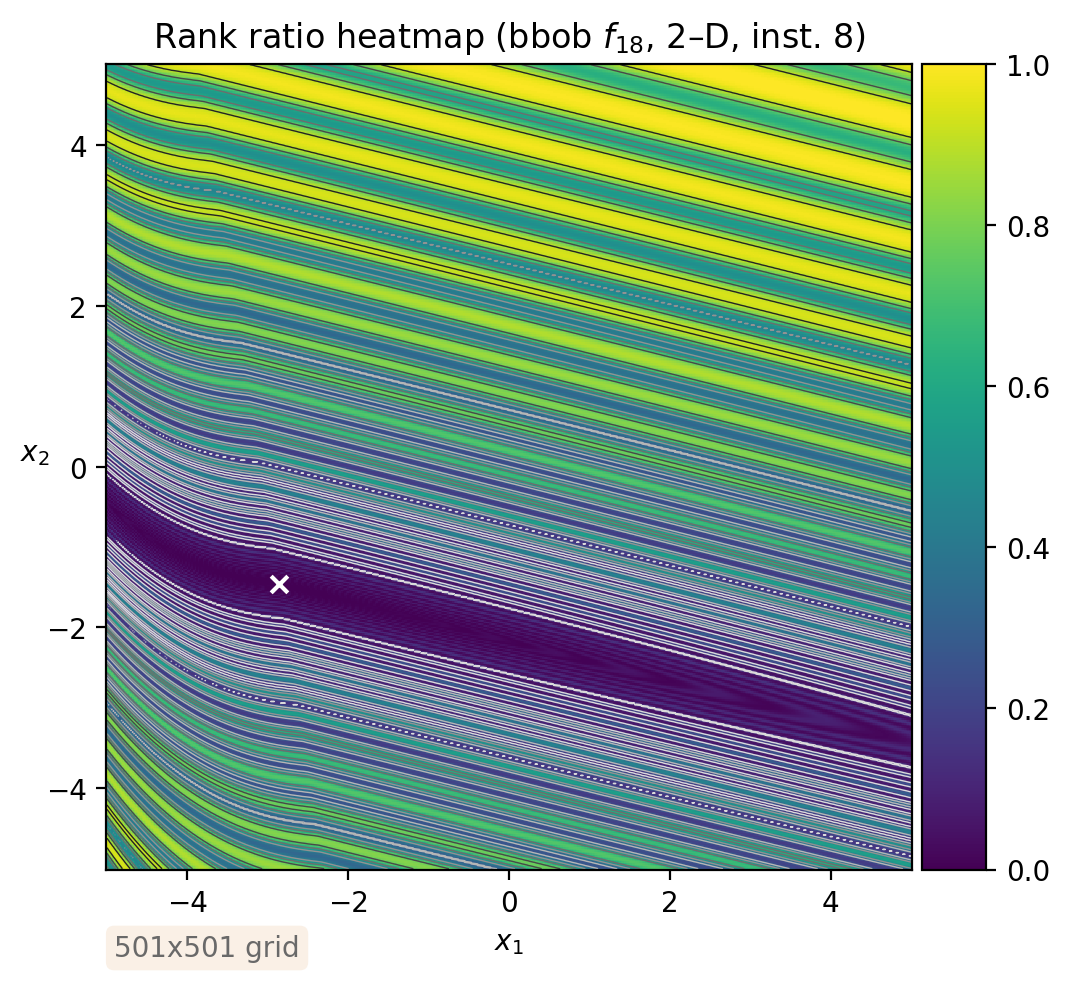 Rank ratio heatmap (bbob f₁₈, 2–D, inst. 8)
1.0
0.8
0.6
0.4
0.2
0.0
4
2
0
−2
−4
x₂
−4 −2 0 2 4
x₁
501x501 grid